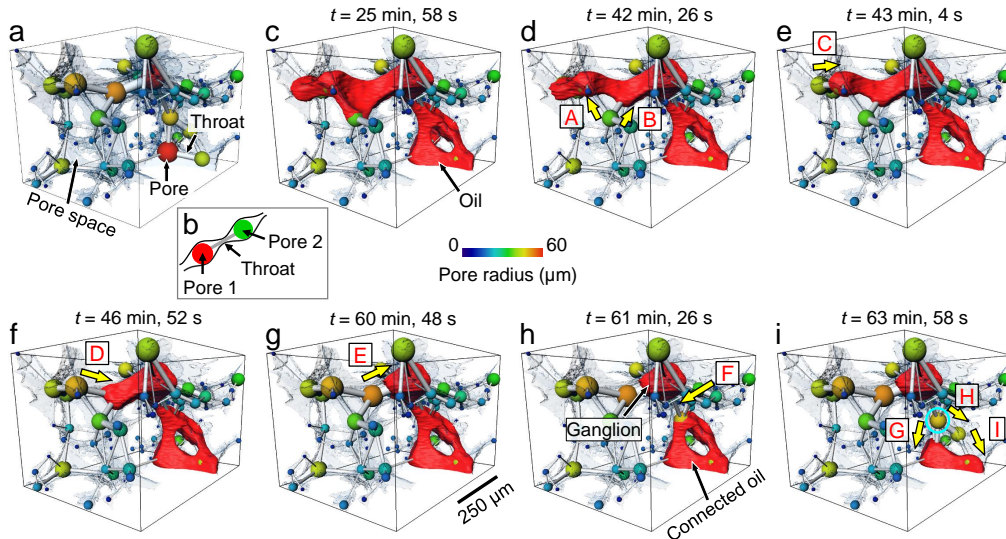 t = 25 min, 58 s
t = 42 min, 26 s
t = 43 min, 4 s
a
c
d
e
C
A
B
Throat
Pore
Pore space
Oil
b
Pore 2
Throat
Pore 1
0
60
Pore radius (µm)
t = 46 min, 52 s
t = 60 min, 48 s
t = 61 min, 26 s
t = 63 min, 58 s
f
g
h
i
D
E
F
H
G
I
Ganglion
250 µm
Connected oil